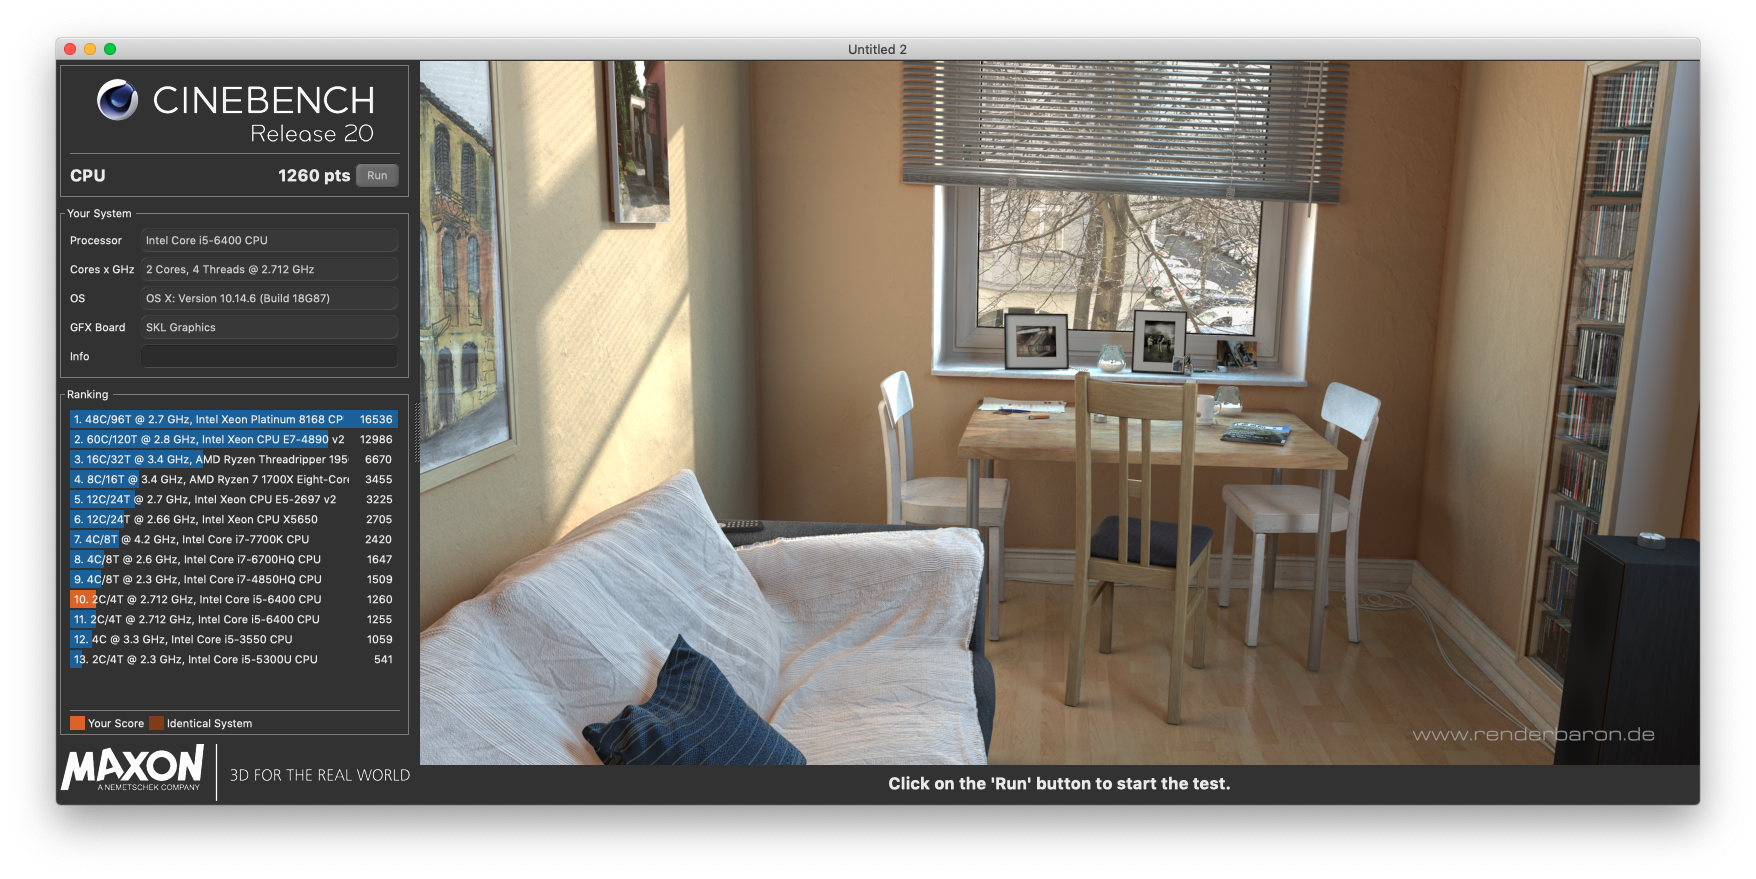 Untitled 2
CINEBENCH
Release 20
CPU 1260 pts Run
Your System
Processor Intel Core i5-6400 CPU
Cores x GHz 2 Cores, 4 Threads @ 2.712 GHz
OS OS X: Version 10.14.6 (Build 18G87)
GFX Board SKL Graphics
Info
Ranking
1. 48C/96T @ 2.7 GHz, Intel Xeon Platinum 8168 CP 16536
2. 60C/120T @ 2.8 GHz, Intel Xeon CPU E7-4890 v2 12986
3. 16C/32T @ 3.4 GHz, AMD Ryzen Threadripper 195 6670
4. 8C/16T @ 3.4 GHz, AMD Ryzen 7 1700X Eight-Cor 3455
5. 12C/24T @ 2.7 GHz, Intel Xeon CPU E5-2697 v2 3225
6. 12C/24T @ 2.66 GHz, Intel Xeon CPU X5650 2705
7. 4C/8T @ 4.2 GHz, Intel Core i7-7700K CPU 2420
8. 4C/8T @ 2.6 GHz, Intel Core i7-6700HQ CPU 1647
9. 4C/8T @ 2.3 GHz, Intel Core i7-4850HQ CPU 1509
10. 2C/4T @ 2.712 GHz, Intel Core i5-6400 CPU 1260
11. 2C/4T @ 2.712 GHz, Intel Core i5-6400 CPU 1255
12. 4C @ 3.3 GHz, Intel Core i5-3550 CPU 1059
13. 2C/4T @ 2.3 GHz, Intel Core i5-5300U CPU 541
Your Score Identical System
MAXON
A NEMETSCHEK COMPANY
3D FOR THE REAL WORLD
www.renderbaron.de
Click on the 'Run' button to start the test.